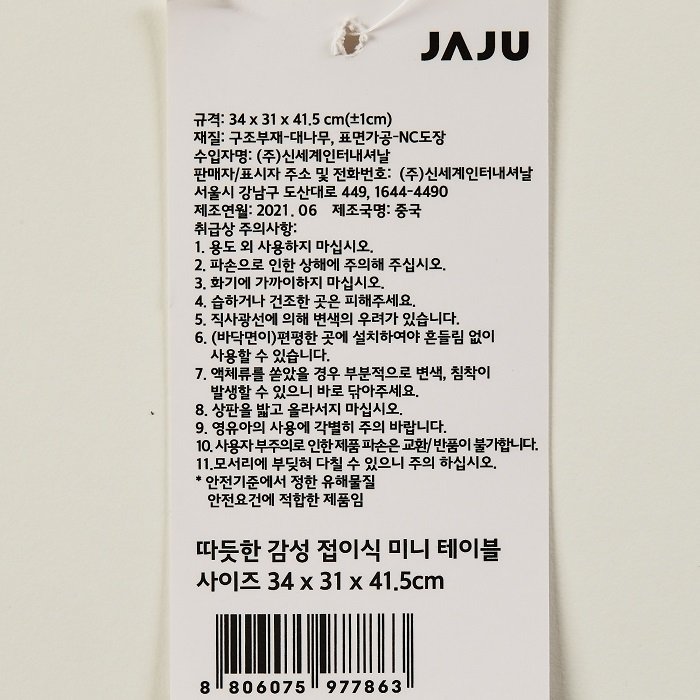 JAJU
규격: 34 x 31 x 41.5 cm(±1cm)
재질: 구조부재-대나무, 표면가공-NC도장
수입자명: (주)신세계인터내셔날
판매자/표시자 주소 및 전화번호: (주)신세계인터내셔날
서울시 강남구 도산대로 449, 1644-4490
제조연월: 2021. 06 제조국명: 중국
취급상 주의사항:
1. 용도 외 사용하지 마십시오.
2. 파손으로 인한 상해에 주의해 주십시오.
3. 화기에 가까이하지 마십시오.
4. 습하거나 건조한 곳은 피해주세요.
5. 직사광선에 의해 변색의 우려가 있습니다.
6. (바닥면이)편평한 곳에 설치하여야 흔들림 없이
사용할 수 있습니다.
7. 액체류를 쏟았을 경우 부분적으로 변색, 침착이
발생할 수 있으니 바로 닦아주세요.
8. 상판을 밟고 올라서지 마십시오.
9. 영유아의 사용에 각별히 주의 바랍니다.
10. 사용자 부주의로 인한 제품 파손은 교환/ 반품이 불가합니다.
11.모서리에 부딪혀 다칠 수 있으니 주의 하십시오.
* 안전기준에서 정한 유해물질
안전요건에 적합한 제품임
따듯한 감성 접이식 미니 테이블
사이즈 34 x 31 x 41.5cm
8 806075 977863